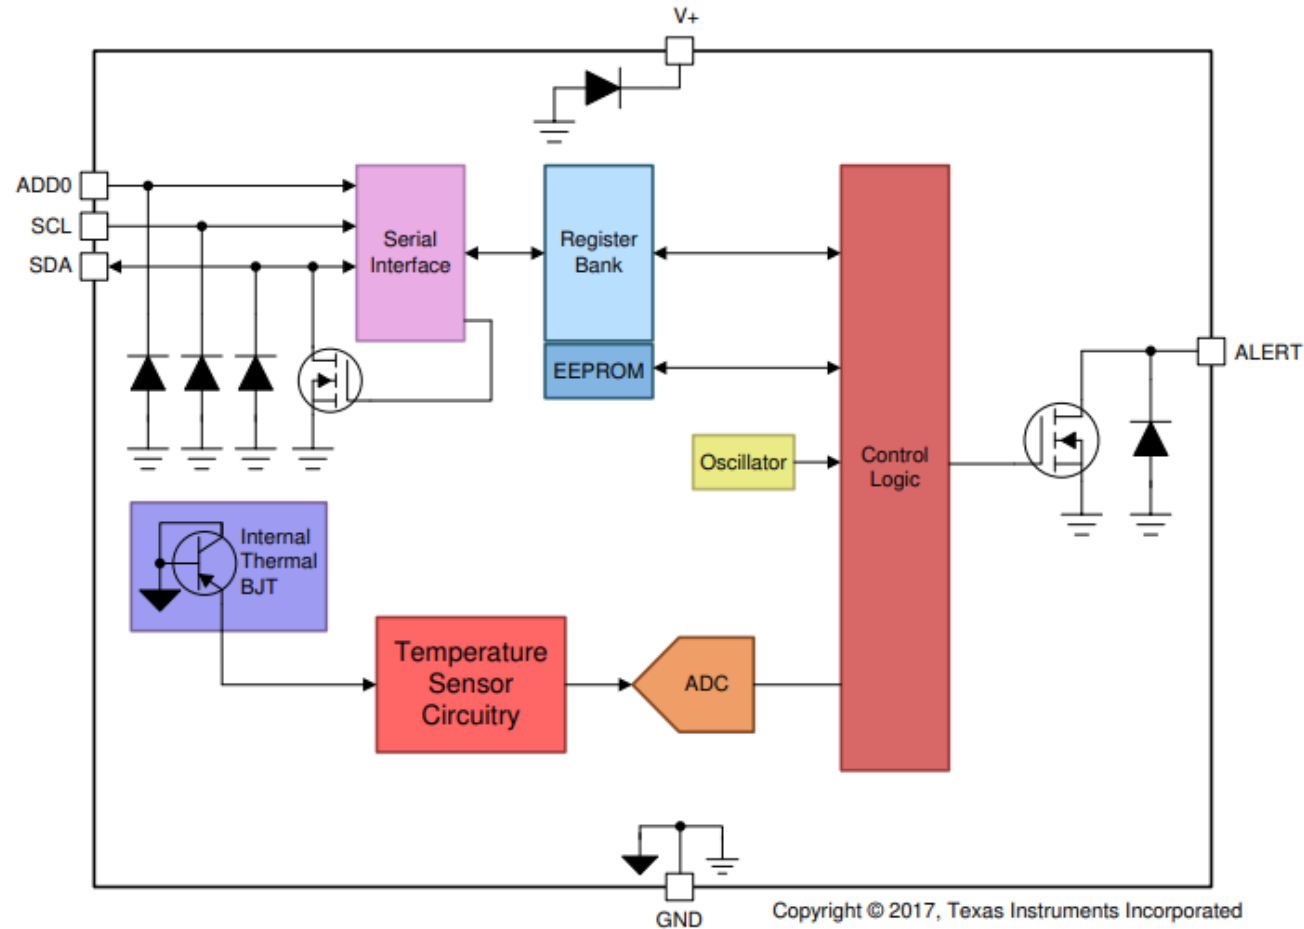 V+
ADD0
SCL
SDA
Serial
Interface
Register
Bank
EEPROM
Oscillator
Control
Logic
ALERT
Internal
Thermal
BJT
Temperature
Sensor
Circuitry
ADC
GND
Copyright © 2017, Texas Instruments Incorporated